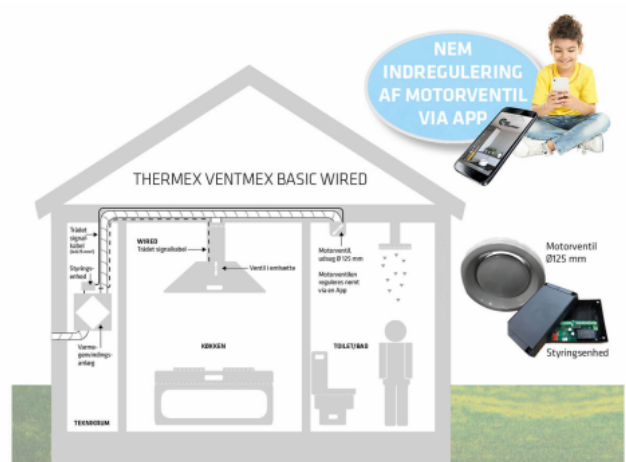 NEM
INDREGULERING
AF MOTORVENTIL
VIA APP
THERMEX VENTMEX BASIC WIRED
Trådet
signal-
kabel
WIRED
Trådet signalkabel
Motorventil,
udsug Ø 125 mm
Motorventilen
reguleres nemt
via en App
Ventil i emhætte
Styrings-
enhed
Varme-
genvindings-
anlæg
KØKKEN
TOILET/BAD
TEKNIKRUM
Motorventil
Ø125 mm
Styringsenhed